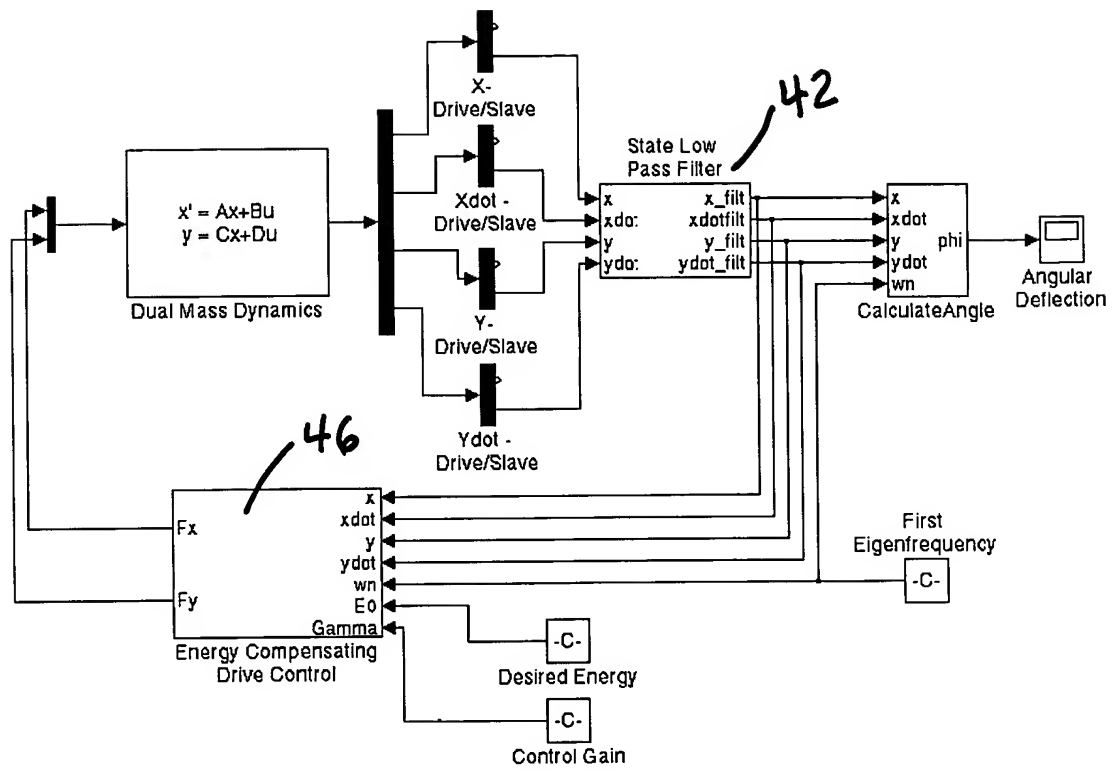 X-
Drive/Slave
42
State Low
Pass Filter
x' = Ax+Bu
y = Cx+Du
Dual Mass Dynamics
Xdot -
Drive/Slave
x
xdo:
y
ydo:
x_filt
xdotfilt
y_filt
ydot_filt
x
xdot
y
ydot
wn
phi
CalculateAngle
Angular
Deflection
Y-
Drive/Slave
Ydot -
Drive/Slave
46
Fx
Fy
x
xdot
y
ydot
wn
E0
Gamma
Energy Compensating
Drive Control
First
Eigenfrequency
-C-
-C-
Desired Energy
-C-
Control Gain